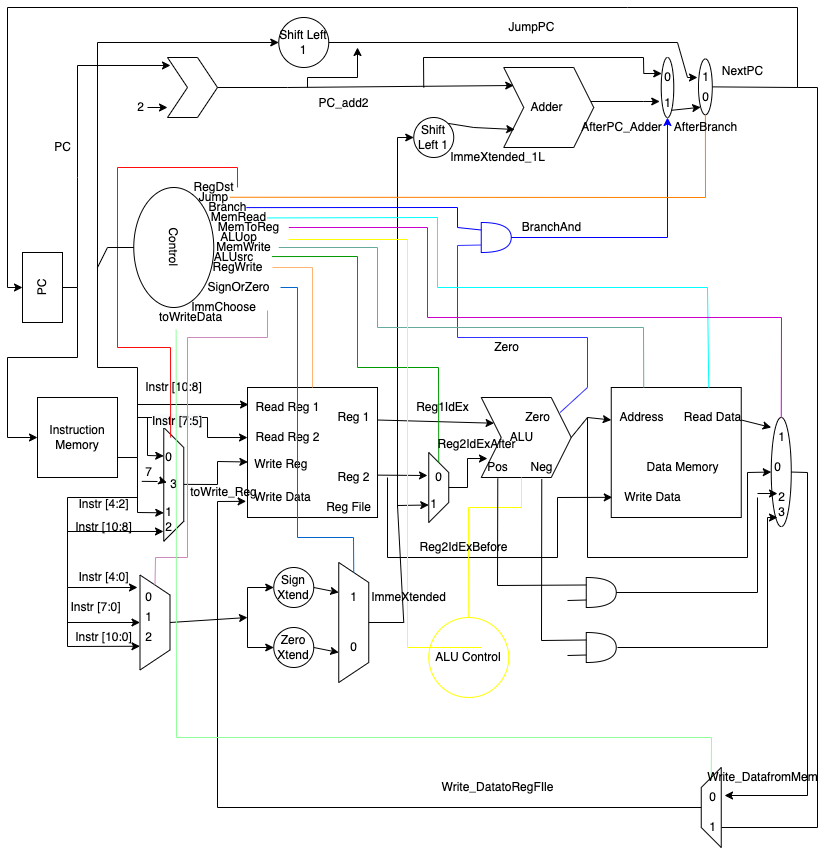 JumpPC
Shift Left
1
NextPC
1
0
0
1
PC_add2
2
Adder
AfterPC_Adder
AfterBranch
Shift
Left 1
ImmeXtended_1L
PC
RegDst
Jump
Branch
MemRead
MemToReg
ALUop
MemWrite
ALUsrc
RegWrite
SignOrZero
ImmChoose
toWriteData
Control
BranchAnd
PC
Zero
Instr [10:8]
Instr [7:5]
Instruction
Memory
7
0
3
1
2
toWrite_Reg
Instr [4:2]
Instr [10:8]
Read Reg 1
Read Reg 2
Write Reg
Write Data
Reg 1
Reg 2
Reg File
Reg1IdEx
Reg2IdExAfter
0
1
Zero
ALU
Pos
Neg
Address
Read Data
Data Memory
Write Data
1
0
2
3
Reg2IdExBefore
Instr [4:0]
Instr [7:0]
Instr [10:0]
0
1
2
Sign
Xtend
Zero
Xtend
1
0
ImmeXtended
ALU Control
Write_DatafromMem
Write_DatatoRegFIle
0
1